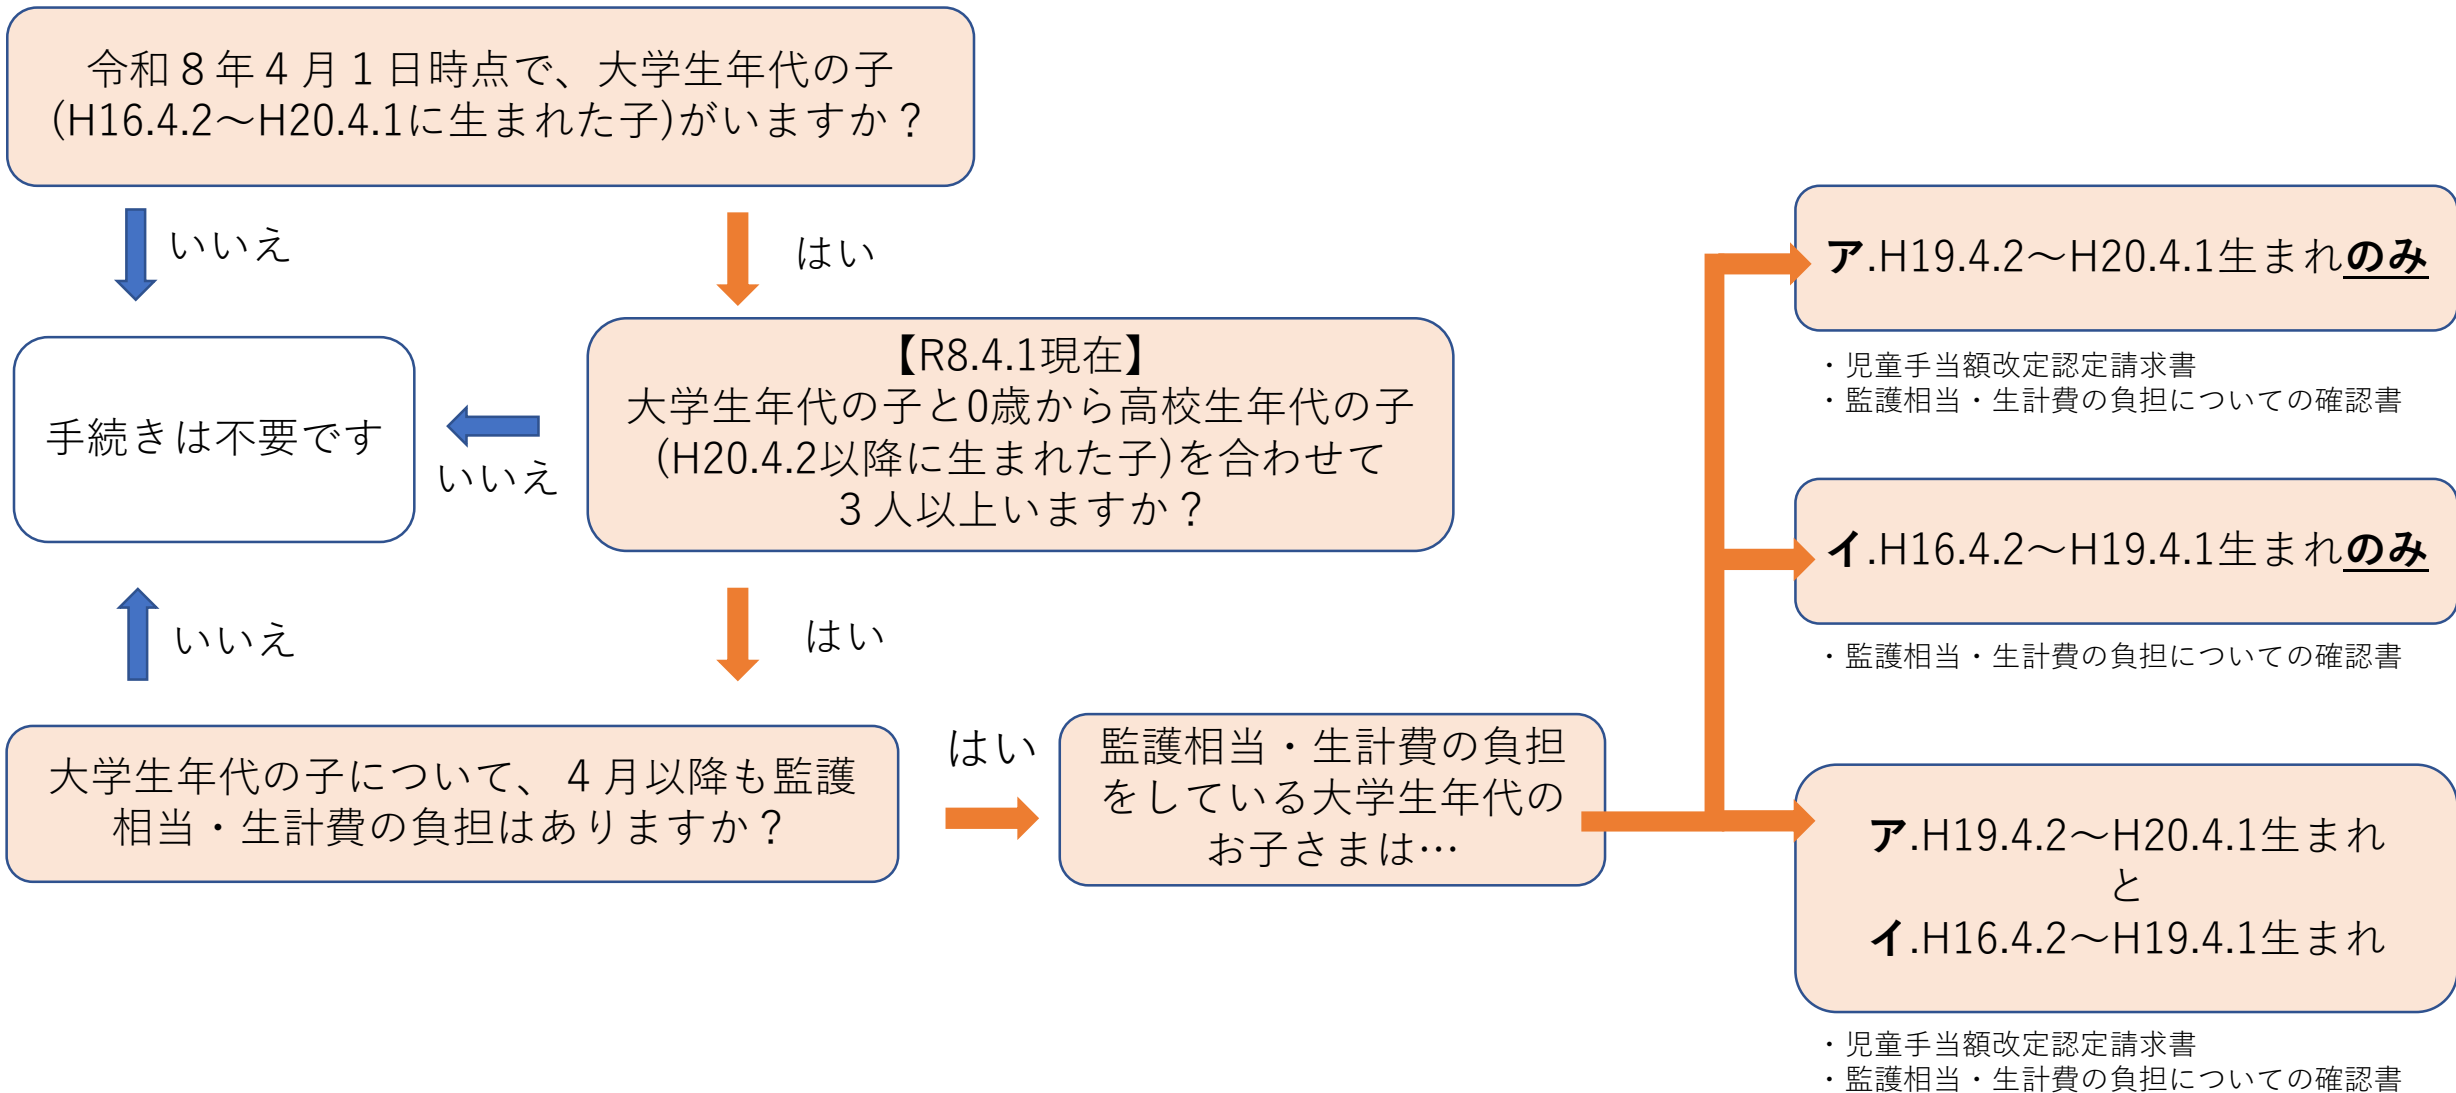 令和８年４月１日時点で、大学生年代の子
(H16.4.2～H20.4.1に生まれた子)がいますか？
いいえ
はい
手続きは不要です
いいえ
【R8.4.1現在】
大学生年代の子と0歳から高校生年代の子
(H20.4.2以降に生まれた子)を合わせて
３人以上いますか？
いいえ
はい
大学生年代の子について、４月以降も監護
相当・生計費の負担はありますか？
はい
監護相当・生計費の負担
をしている大学生年代の
お子さまは…
ア.H19.4.2～H20.4.1生まれのみ
・児童手当額改定認定請求書
・監護相当・生計費の負担についての確認書
イ.H16.4.2～H19.4.1生まれのみ
・監護相当・生計費の負担についての確認書
ア.H19.4.2～H20.4.1生まれ
と
イ.H16.4.2～H19.4.1生まれ
・児童手当額改定認定請求書
・監護相当・生計費の負担についての確認書